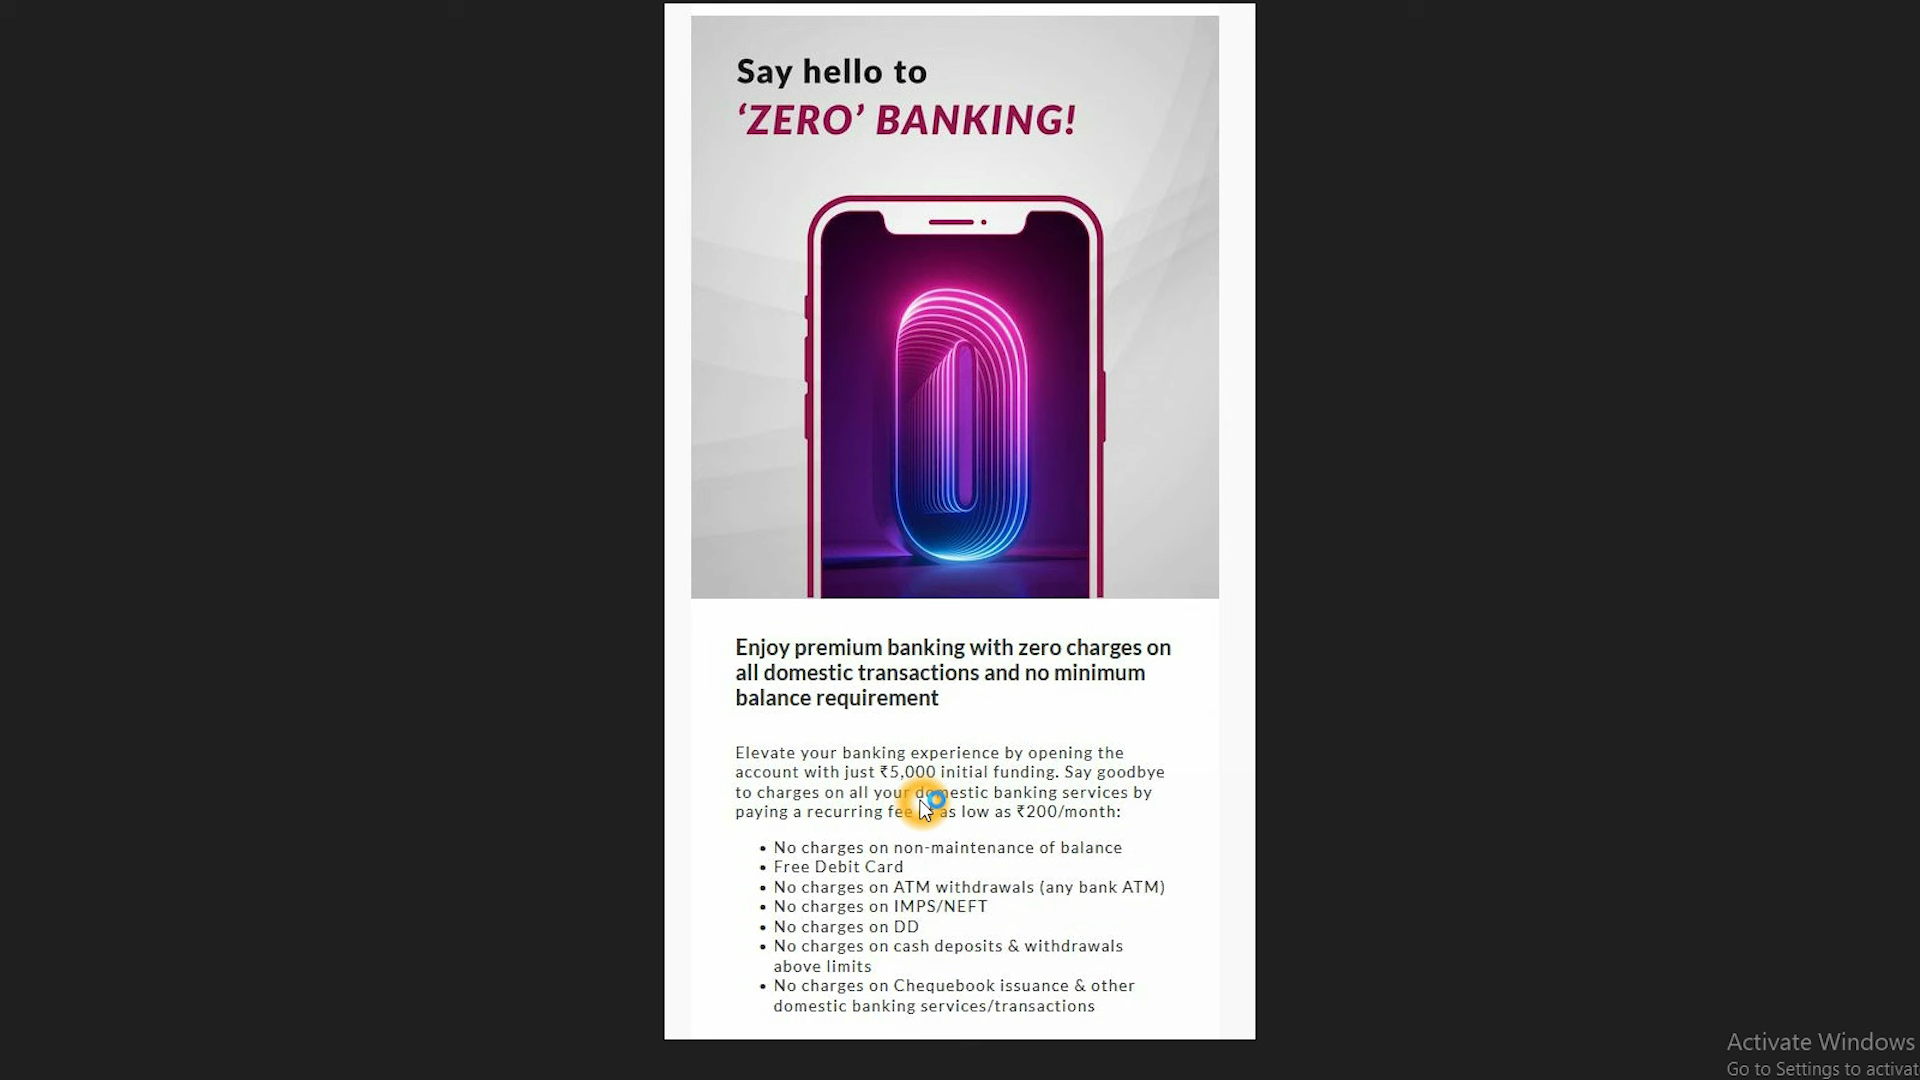 Say hello to
‘ZERO’ BANKING!
Enjoy premium banking with zero charges on
all domestic transactions and no minimum
balance requirement
Elevate your banking experience by opening the
account with just ₹5,000 initial funding. Say goodbye
to charges on all your domestic banking services by
paying a recurring fee as low as ₹200/month:
• No charges on non-maintenance of balance
• Free Debit Card
• No charges on ATM withdrawals (any bank ATM)
• No charges on IMPS/NEFT
• No charges on DD
• No charges on cash deposits & withdrawals
above limits
• No charges on Chequebook issuance & other
domestic banking services/transactions
Activate Windows
Go to Settings to activat